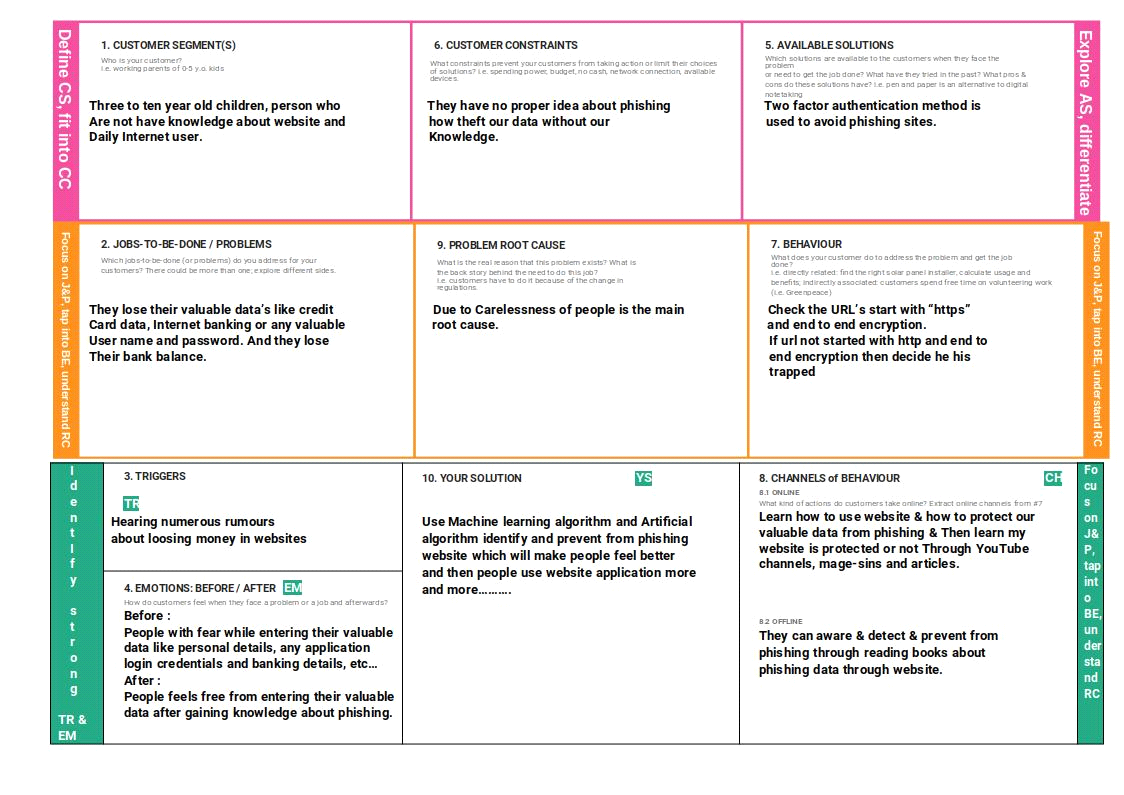 Define CS, fit into CC
1. CUSTOMER SEGMENT(S)
Who is your customer?
i.e. working parents of 0-5 y.o. kids
Three to ten year old children, person who
Are not have knowledge about website and
Daily Internet user.
6. CUSTOMER CONSTRAINTS
What constraints prevent your customers from taking action or limit their choices
of solutions? i.e. spending power, budget, no cash, network connection, available
devices.
They have no proper idea about phishing
how theft our data without our
Knowledge.
5. AVAILABLE SOLUTIONS
Which solutions are available to the customers when they face the
problem
or need to get the job done? What have they tried in the past? What pros &
cons do these solutions have? i.e. pen and paper is an alternative to digital
notetaking
Two factor authentication method is
used to avoid phishing sites.
Explore AS, differentiate
Focus on J&P, tap into BE, understand RC
2. JOBS-TO-BE-DONE / PROBLEMS
Which jobs-to-be-done (or problems) do you address for your
customers? There could be more than one; explore different sides.
They lose their valuable data's like credit
Card data, Internet banking or any valuable
User name and password. And they lose
Their bank balance.
9. PROBLEM ROOT CAUSE
What is the real reason that this problem exists? What is
the back story behind the need to do this job?
i.e. customers have to do it because of the change in
regulations.
Due to Carelessness of people is the main
root cause.
7. BEHAVIOUR
What does your customer do to address the problem and get the job
done?
i.e. directly related: find the right solar panel installer, calculate usage and
benefits; indirectly associated: customers spend free time on volunteering work
(i.e. Greenpeace)
Check the URL's start with “https”
and end to end encryption.
If url not started with http and end to
end encryption then decide he his
trapped
Focus on J&P, tap into BE, understand RC
I
d
e
n
t
I
f
y
s
t
r
o
n
g
TR &
EM
3. TRIGGERS
TR
Hearing numerous rumours
about loosing money in websites
4. EMOTIONS: BEFORE / AFTER EM
How do customers feel when they face a problem or a job and afterwards?
Before :
People with fear while entering their valuable
data like personal details, any application
login credentials and banking details, etc...
After :
People feels free from entering their valuable
data after gaining knowledge about phishing.
10. YOUR SOLUTION YS
Use Machine learning algorithm and Artificial
algorithm identify and prevent from phishing
website which will make people feel better
and then people use website application more
and more..........
8. CHANNELS of BEHAVIOUR CH
8.1 ONLINE
What kind of actions do customers take online? Extract online channels from #7
Learn how to use website & how to protect our
valuable data from phishing & Then learn my
website is protected or not Through YouTube
channels, mage-sins and articles.
8.2 OFFLINE
They can aware & detect & prevent from
phishing through reading books about
phishing data through website.
Fo
cu
s
on
J&
P,
tap
int
o
BE,
un
der
sta
nd
RC